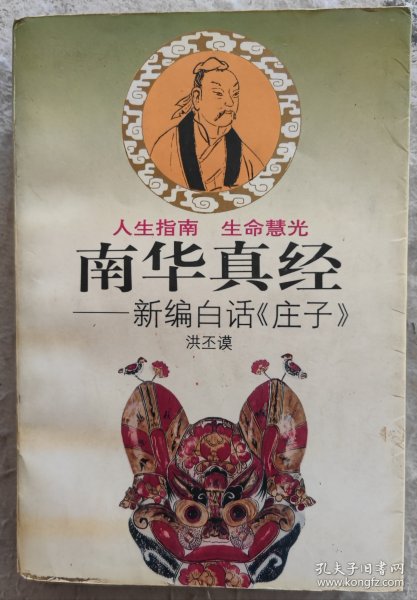 人生指南 生命慧光
南华真经
——新编白话《庄子》
洪丕谟
孔夫子旧书网
www.kongfz.com